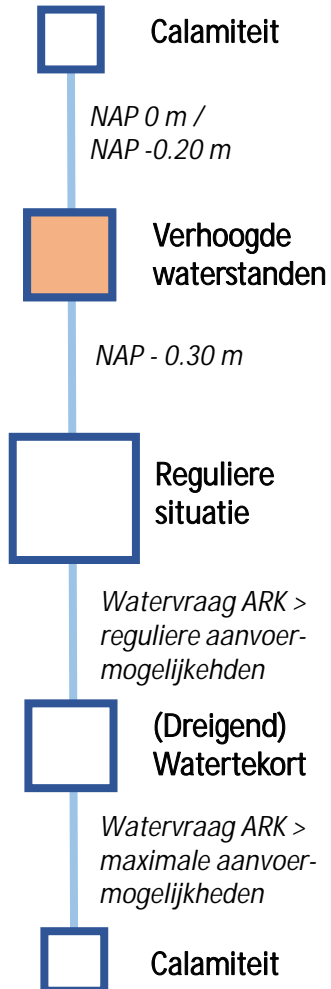 Calamiteit
NAP 0 m /
NAP -0.20 m
Verhoogde
waterstanden
NAP - 0.30 m
Reguliere
situatie
Watervraag ARK >
reguliere aanvoer-
mogelijkehden
(Dreigend)
Watertekort
Watervraag ARK >
maximale aanvoer-
mogelijkheden
Calamiteit